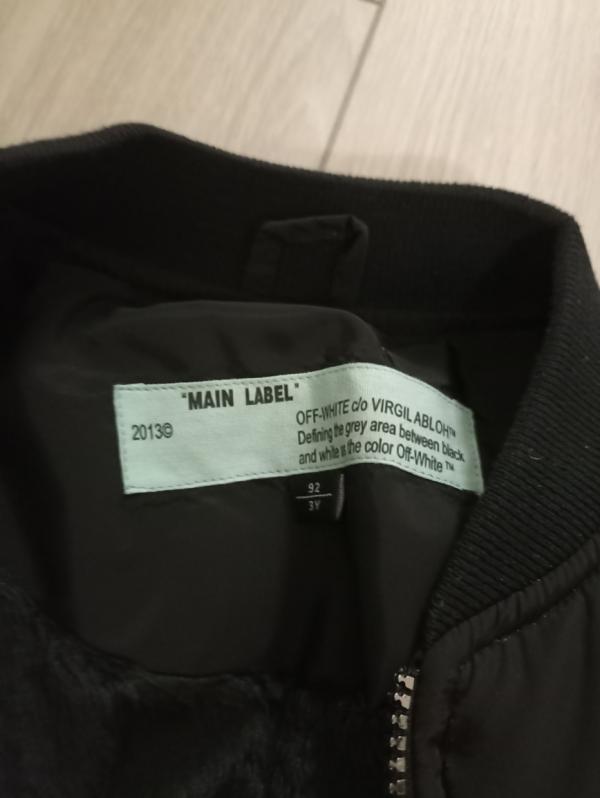 "MAIN LABEL"
2013©
OFF-WHITE c/o VIRGIL ABLOH™
Defining the grey area between black
and white as the color Off-White ™
92
3Y